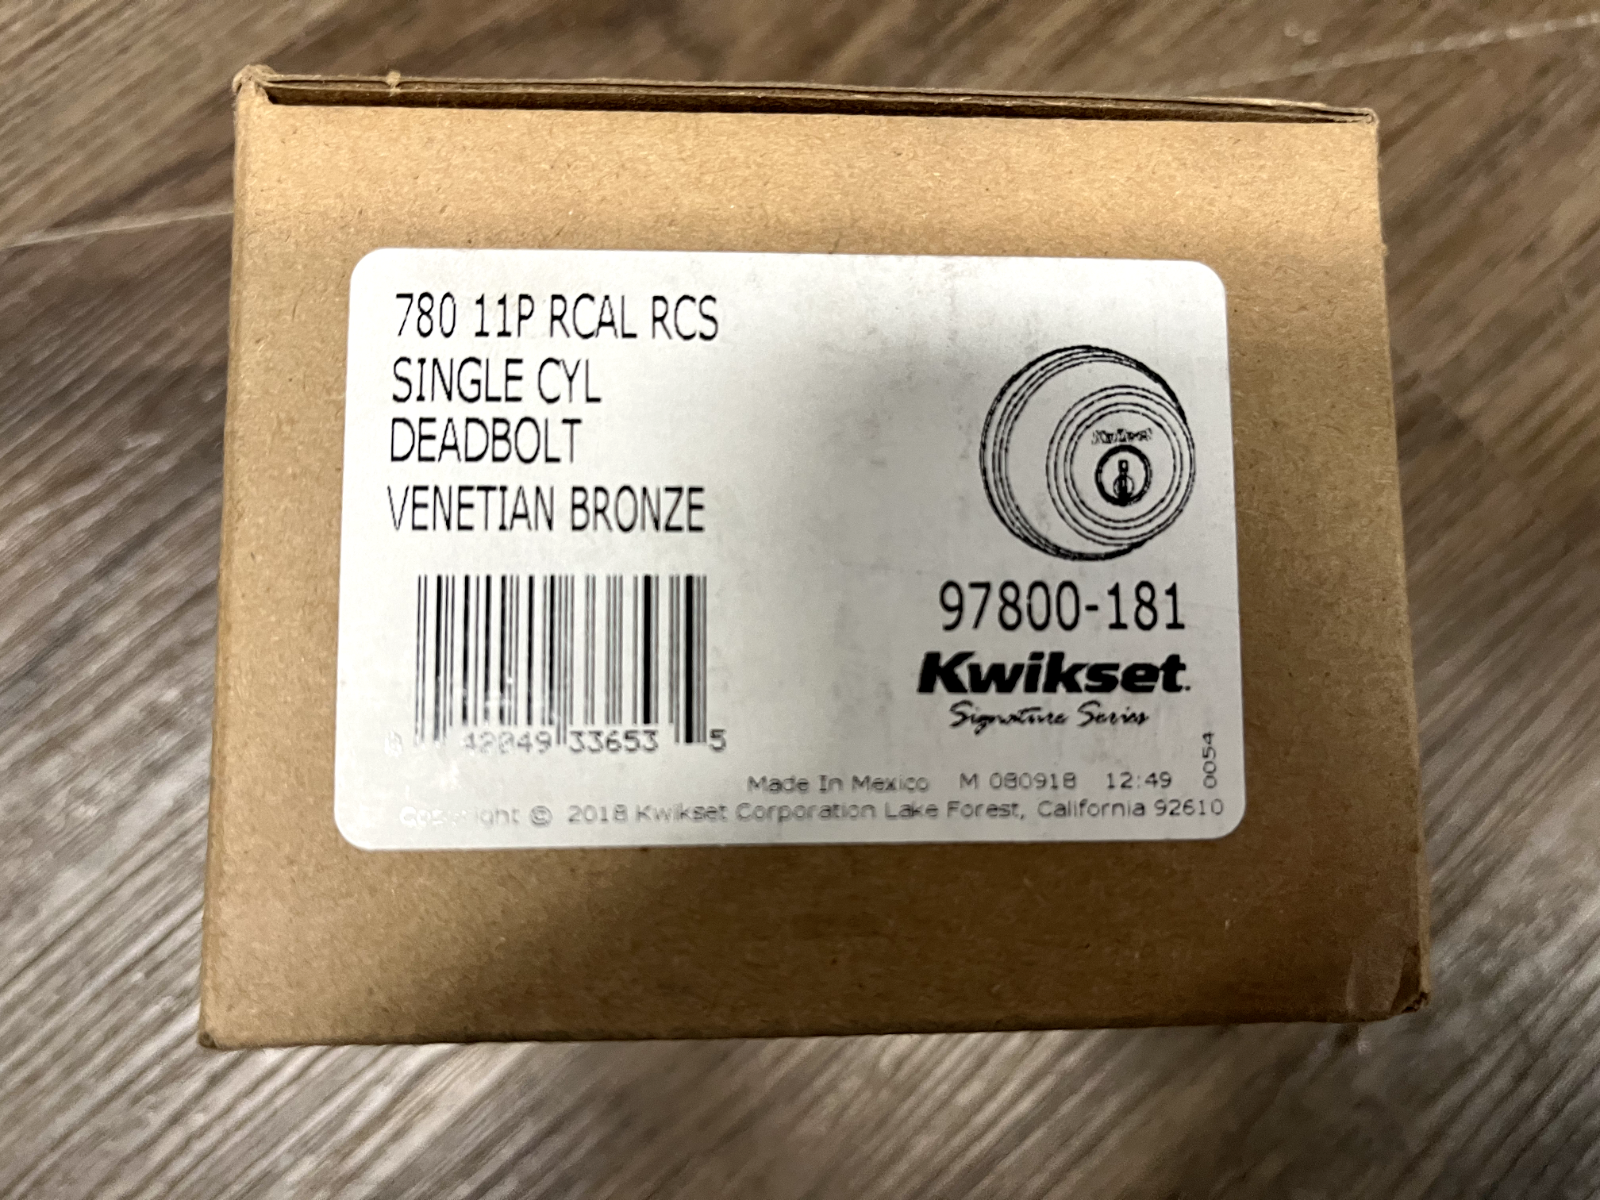 780 11P RCAL RCS
SINGLE CYL
DEADBOLT
VENETIAN BRONZE
Kwikset
97800-181
Kwikset
Signature Series
42049 33653 5
0054
Made In Mexico M 080918 12:49
Copyright © 2018 Kwikset Corporation Lake Forest, California 92610